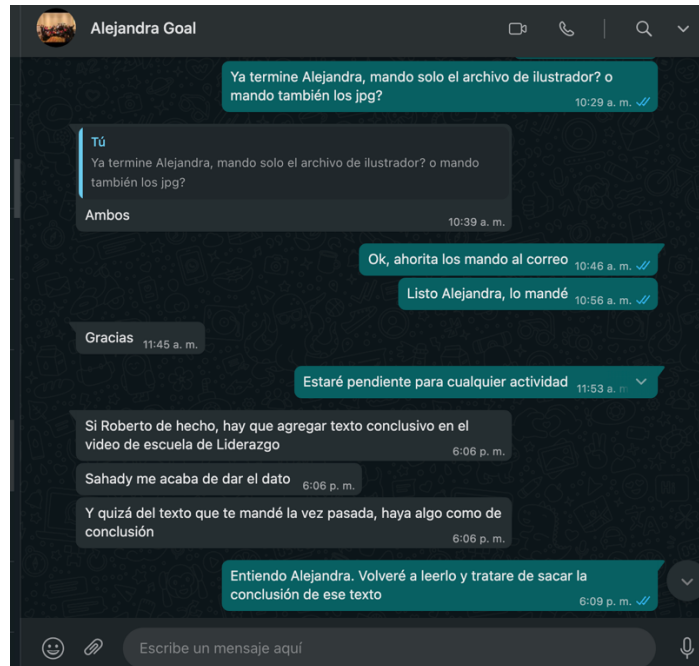 Alejandra Goal
Ya termine Alejandra, mando solo el archivo de ilustrador? o
mando también los jpg?
10:29 a. m.
Tú
Ya termine Alejandra, mando solo el archivo de ilustrador? o mando
también los jpg?
Ambos
10:39 a. m.
Ok, ahorita los mando al correo 10:46 a. m.
Listo Alejandra, lo mandé 10:56 a. m.
Gracias 11:45 a. m.
Estaré pendiente para cualquier actividad 11:53 a. m
Si Roberto de hecho, hay que agregar texto conclusivo en el
video de escuela de Liderazgo
6:06 p. m.
Sahady me acaba de dar el dato 6:06 p. m.
Y quizá del texto que te mandé la vez pasada, haya algo como de
conclusión
6:06 p. m.
Entiendo Alejandra. Volveré a leerlo y tratare de sacar la
conclusión de ese texto
6:09 p. m.
Escribe un mensaje aquí